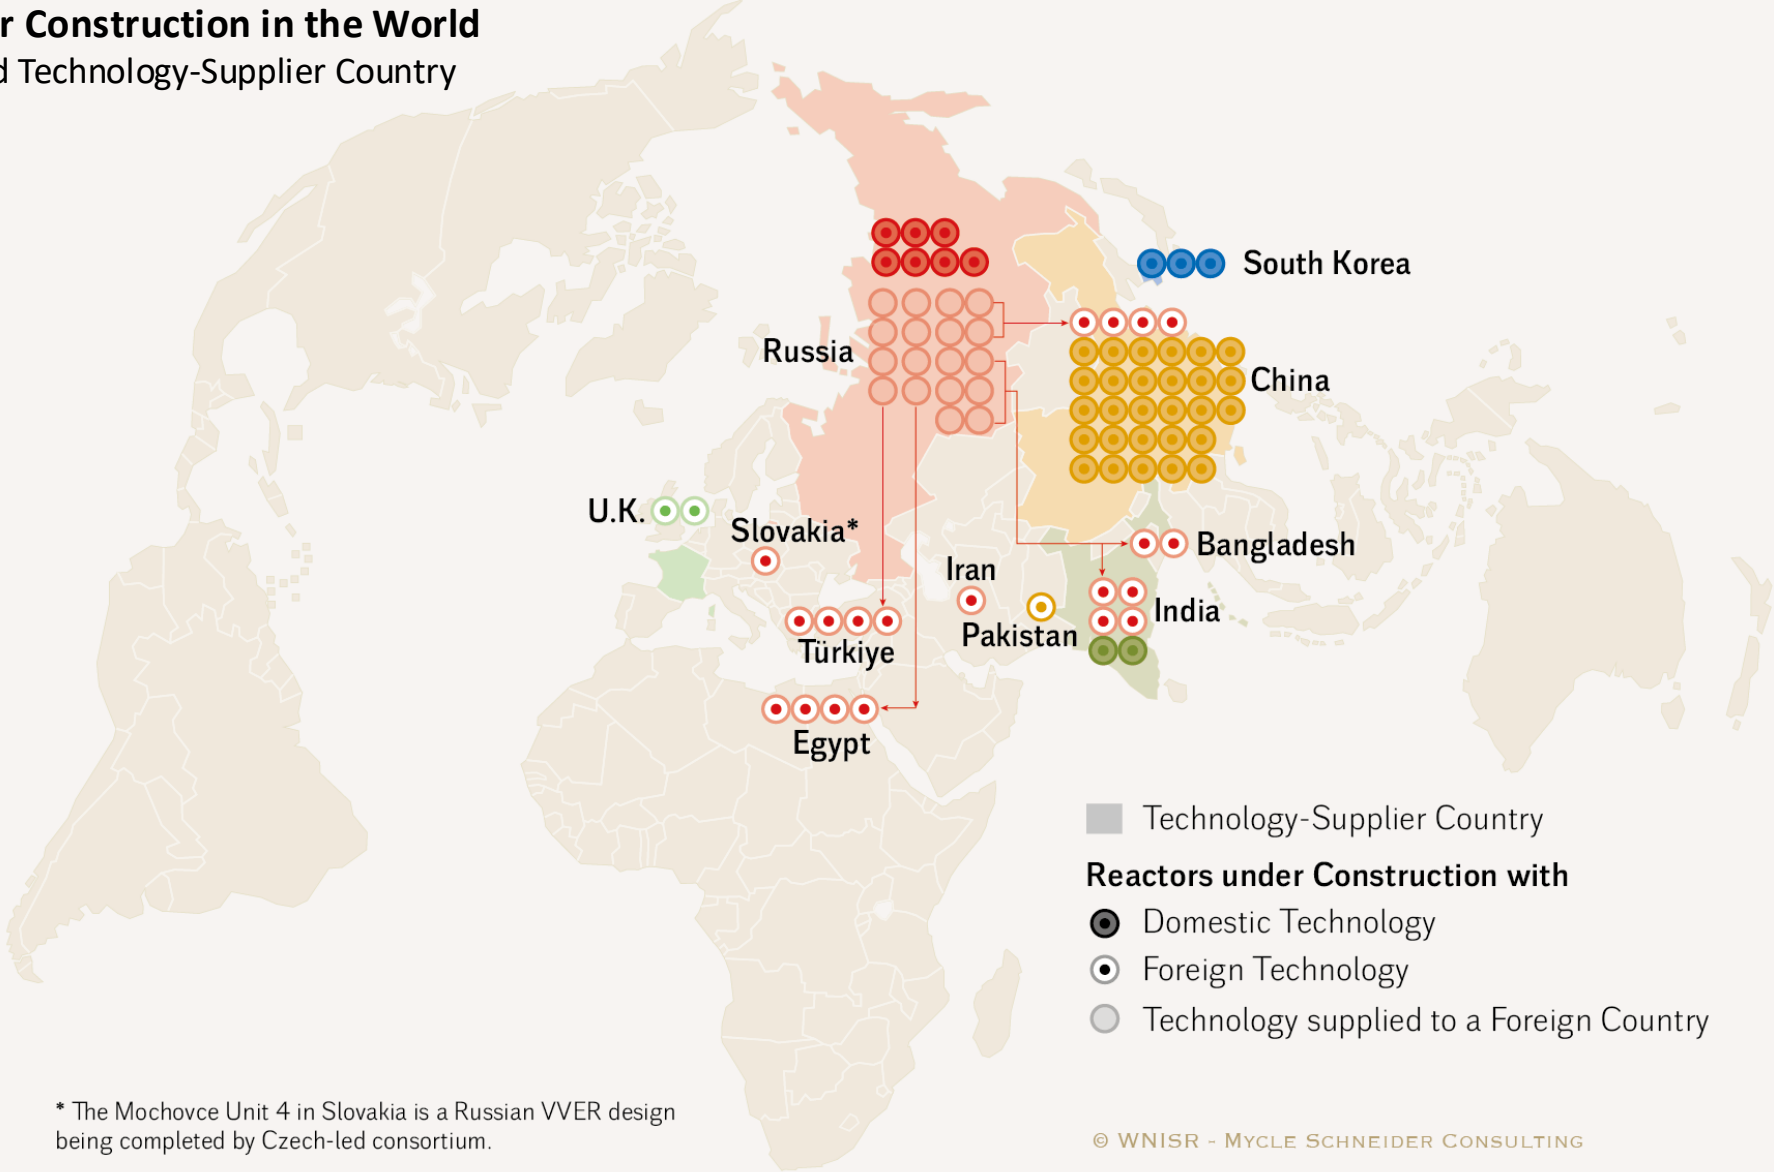 r Construction in the World
d Technology-Supplier Country
South Korea
Russia
China
U.K.
Slovakia*
Bangladesh
Iran
India
Pakistan
Türkiye
Egypt
Technology-Supplier Country
Reactors under Construction with
Domestic Technology
Foreign Technology
Technology supplied to a Foreign Country
* The Mochovce Unit 4 in Slovakia is a Russian VVER design
being completed by Czech-led consortium.
© WNISR - Mycle Schneider Consulting